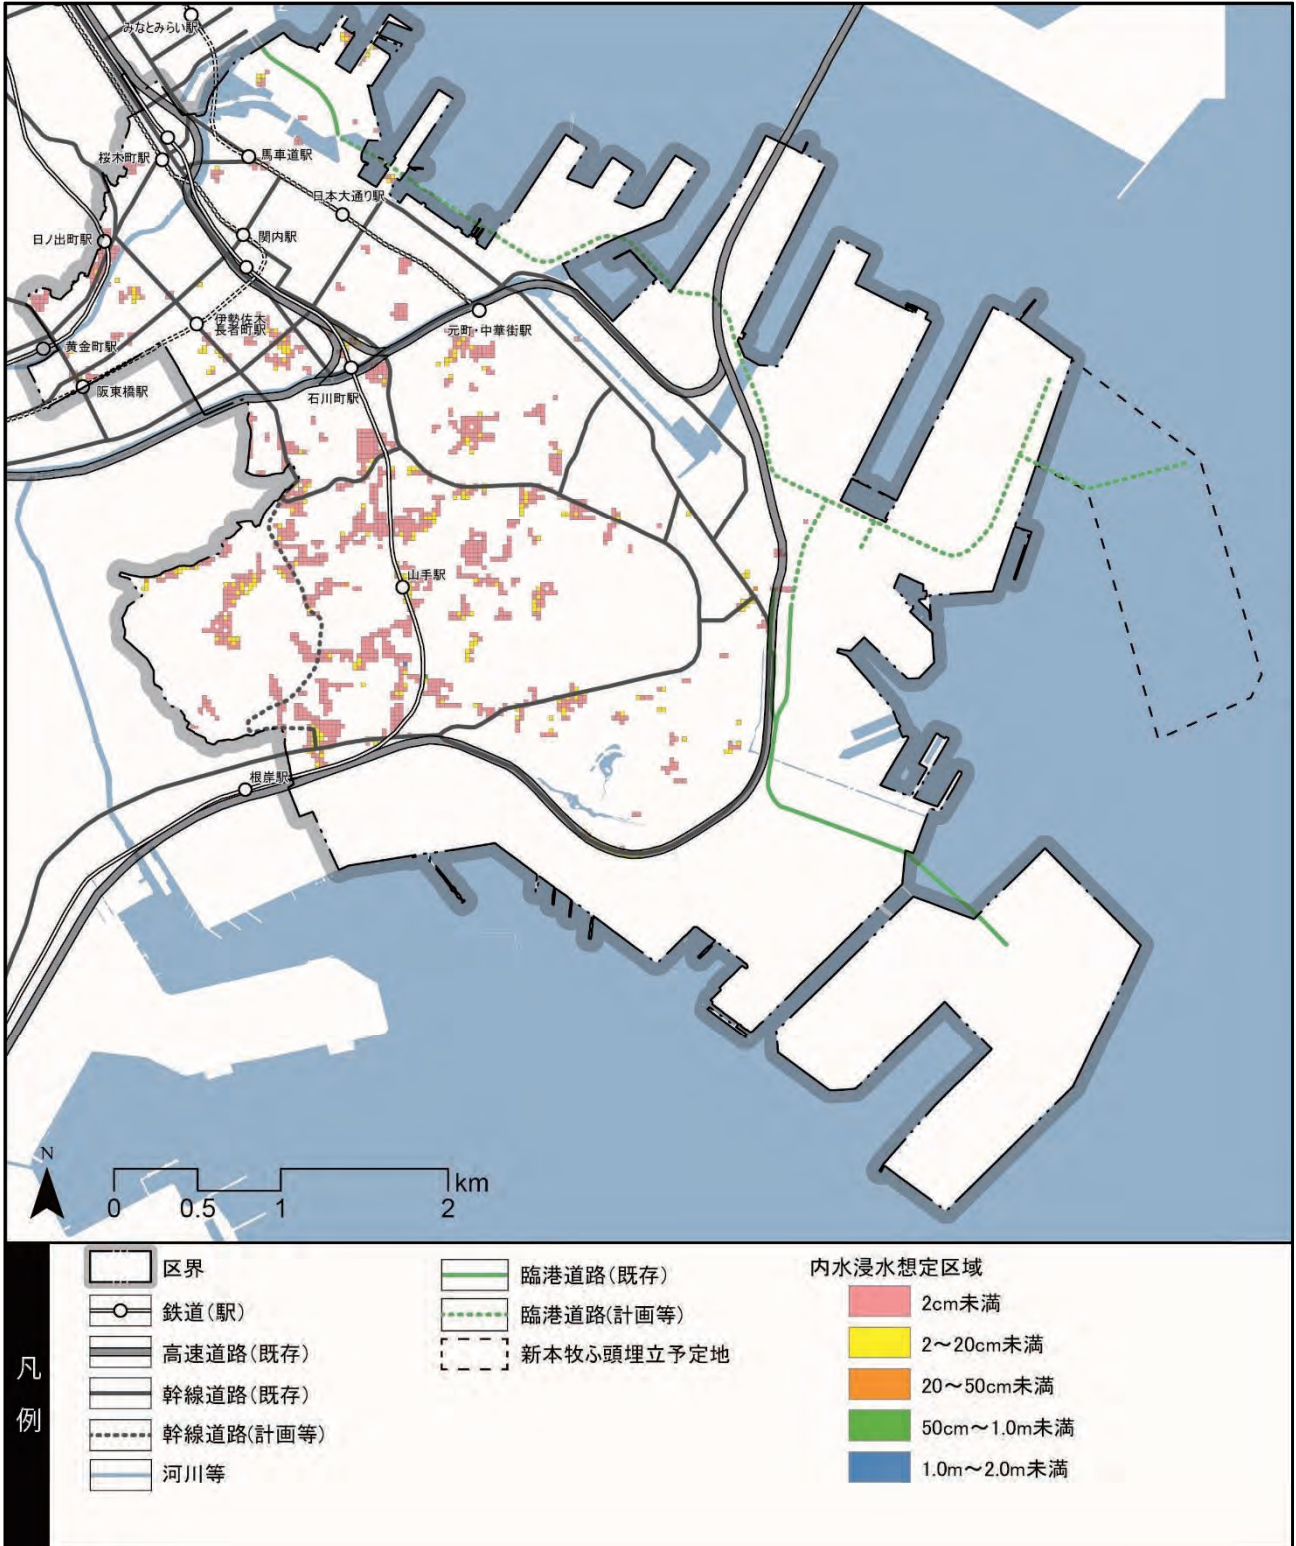 みなとみらい駅
桜木町駅
馬車道駅
日本大通り駅
日ノ出町駅
関内駅
伊勢佐木
長者町駅
元町・中華街駅
黄金町駅
阪東橋駅
石川町駅
山手駅
根岸駅
N
0 0.5 1 2 km
凡例
区界
鉄道(駅)
高速道路(既存)
幹線道路(既存)
幹線道路(計画等)
河川等
臨港道路(既存)
臨港道路(計画等)
新本牧ふ頭埋立予定地
内水浸水想定区域
2cm未満
2～20cm未満
20～50cm未満
50cm～1.0m未満
1.0m～2.0m未満